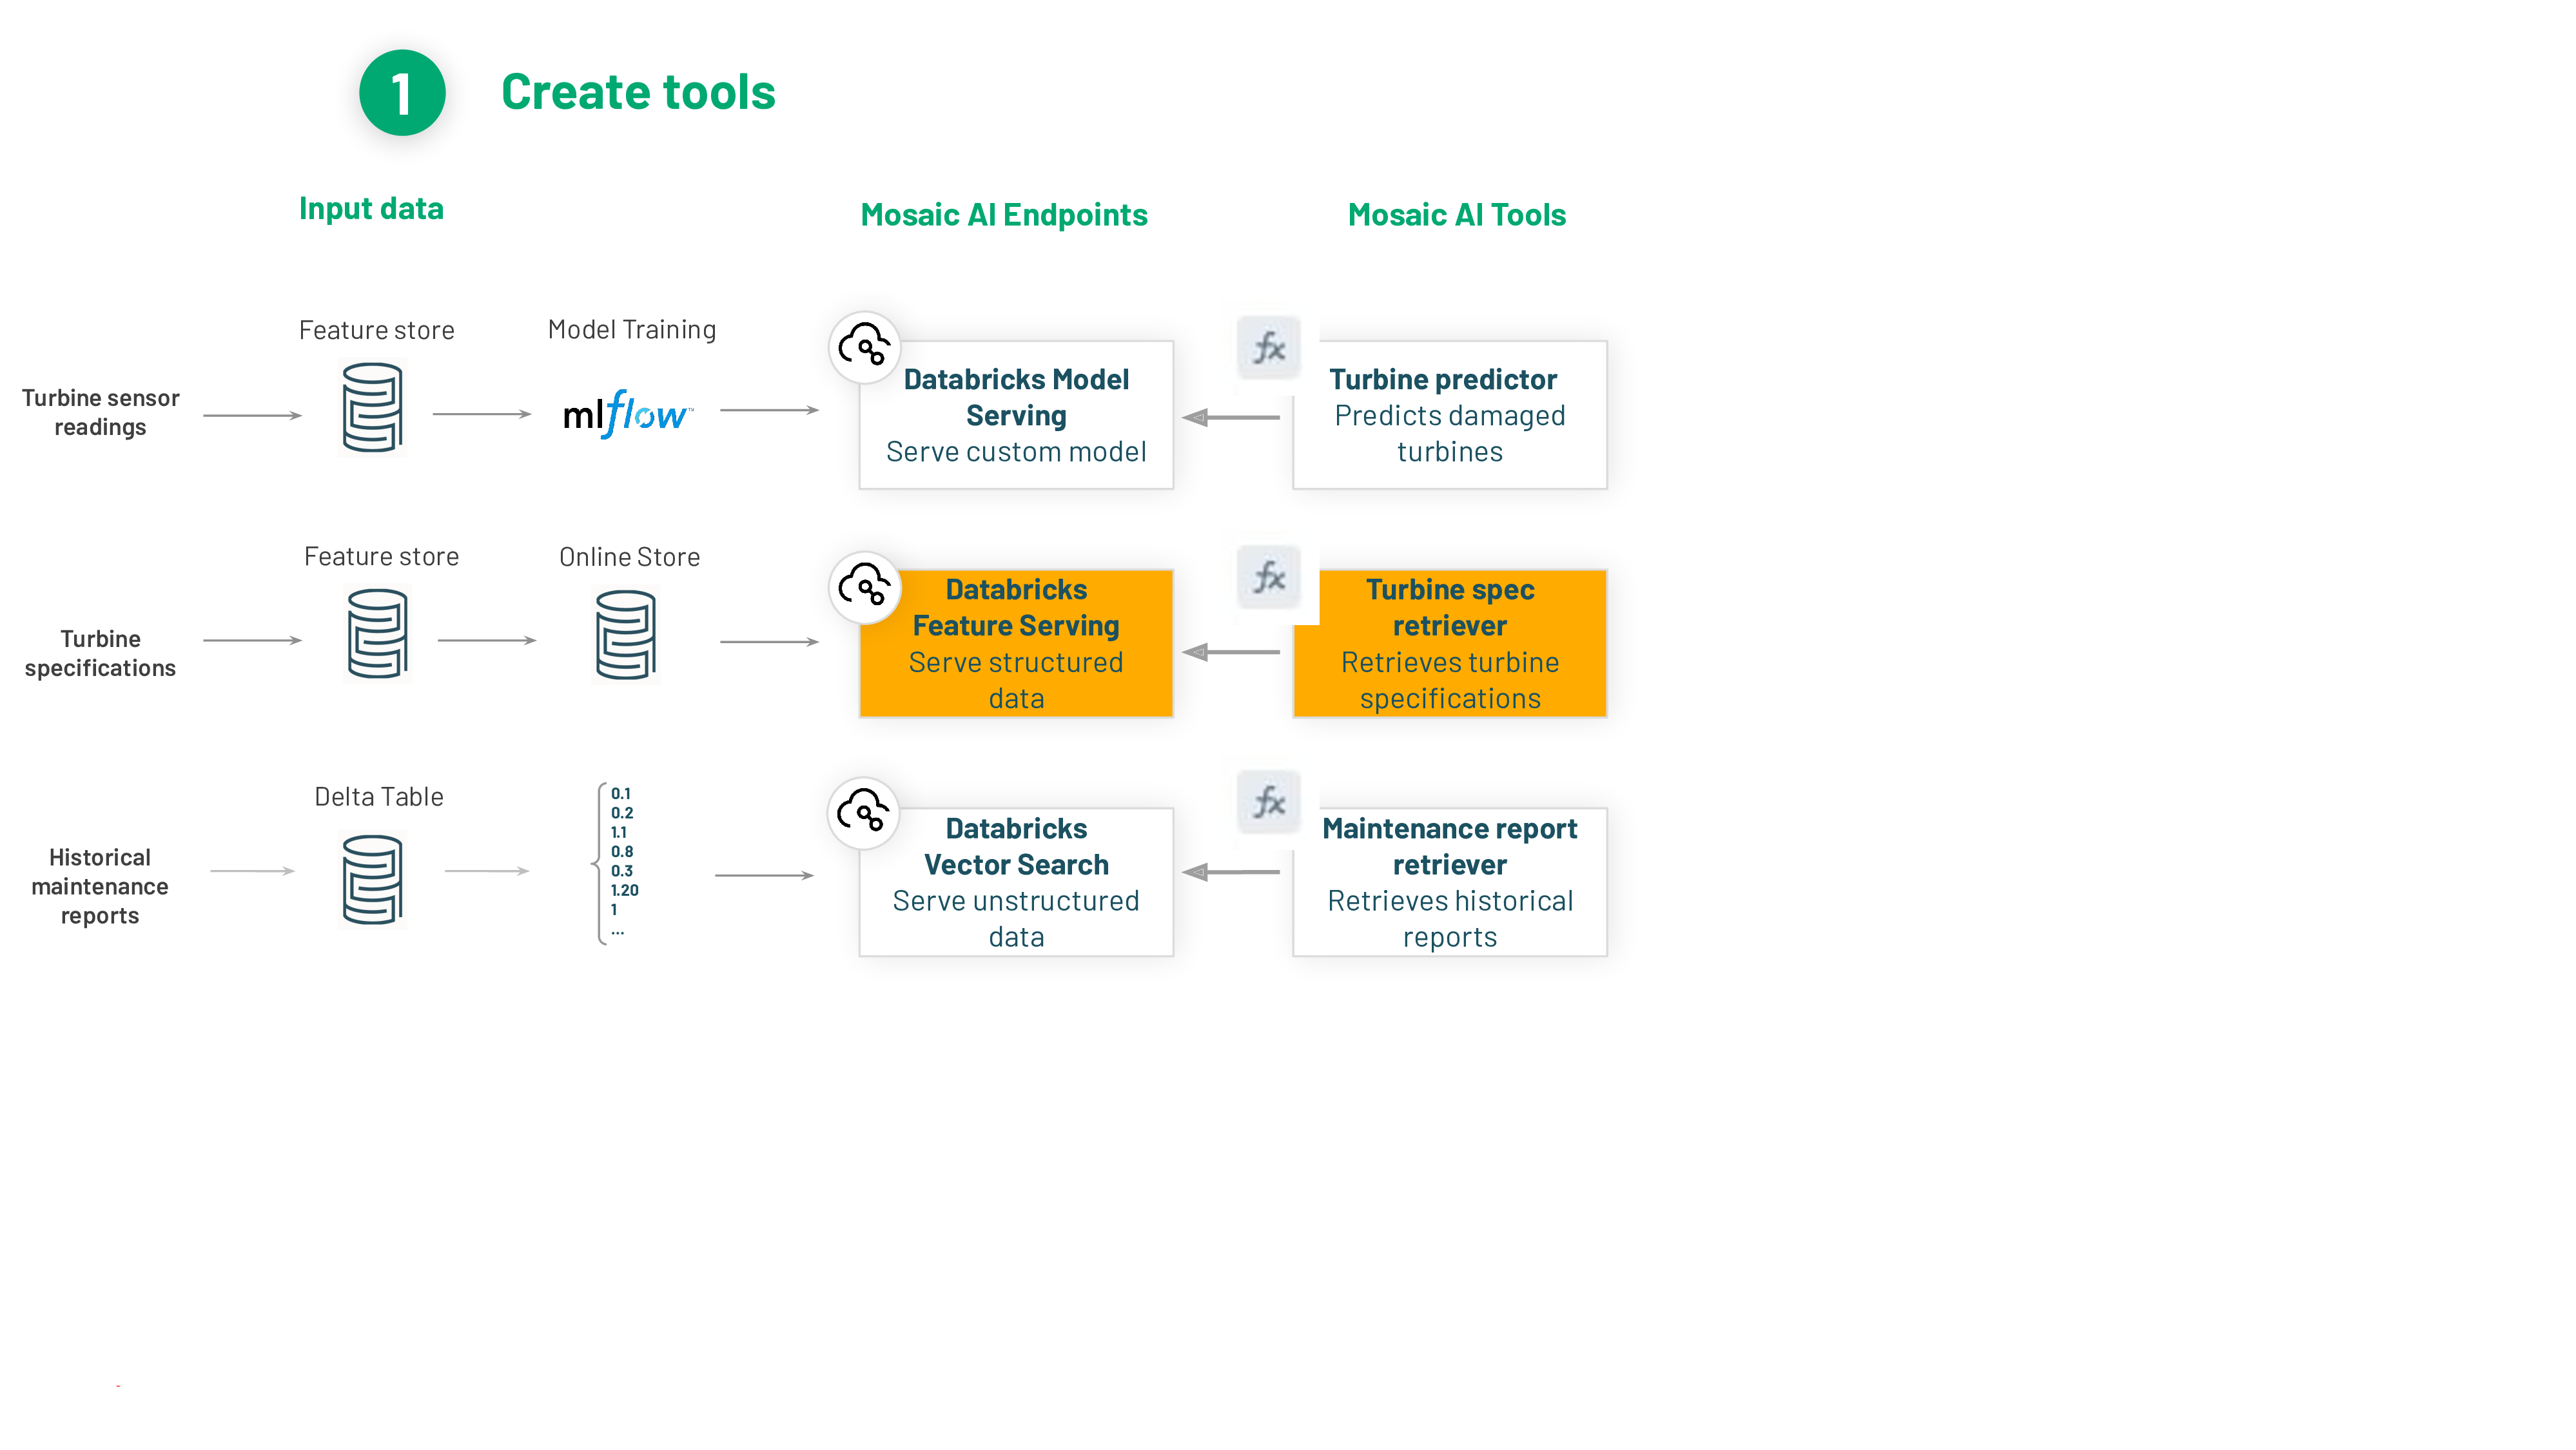 1
Create tools
Input data
Mosaic AI Endpoints
Mosaic AI Tools
Turbine sensor
readings
Feature store
Model Training
mlflow™
Databricks Model
Serving
Serve custom model
fx
Turbine predictor
Predicts damaged
turbines
Turbine
specifications
Feature store
Online Store
Databricks
Feature Serving
Serve structured
data
fx
Turbine spec
retriever
Retrieves turbine
specifications
Historical
maintenance
reports
Delta Table
0.1
0.2
1.1
0.8
0.3
1.20
1
...
Databricks
Vector Search
Serve unstructured
data
fx
Maintenance report
retriever
Retrieves historical
reports